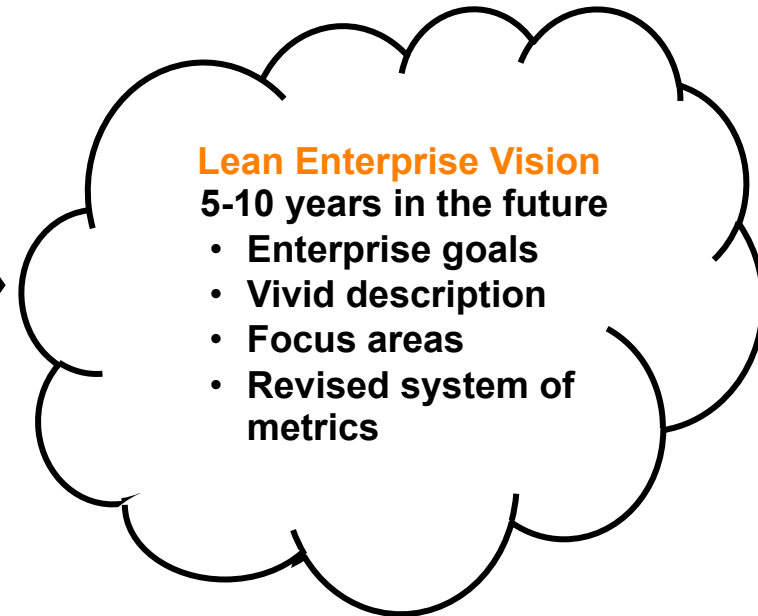 Lean Enterprise Vision
5-10 years in the future
• Enterprise goals
• Vivid description
• Focus areas
• Revised system of
metrics